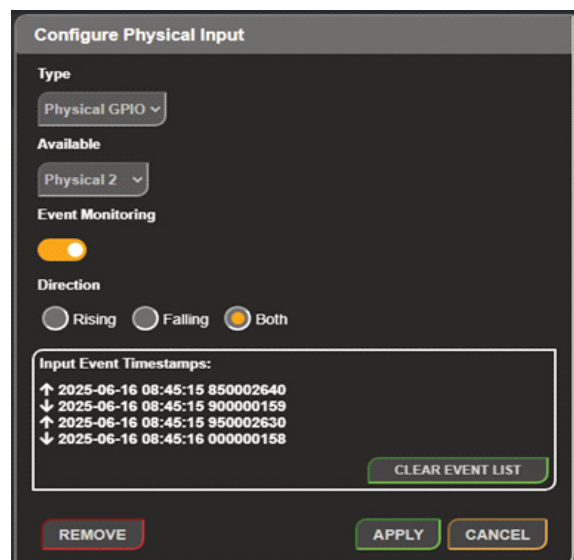 Configure Physical Input
Type
Physical GPIO
Available
Physical 2
Event Monitoring
Direction
Rising Falling Both
Input Event Timestamps:
↑ 2025-06-16 08:45:15 850002640
↓ 2025-06-16 08:45:15 900000159
↑ 2025-06-16 08:45:15 950002630
↓ 2025-06-16 08:45:16 000000158
CLEAR EVENT LIST
REMOVE APPLY CANCEL